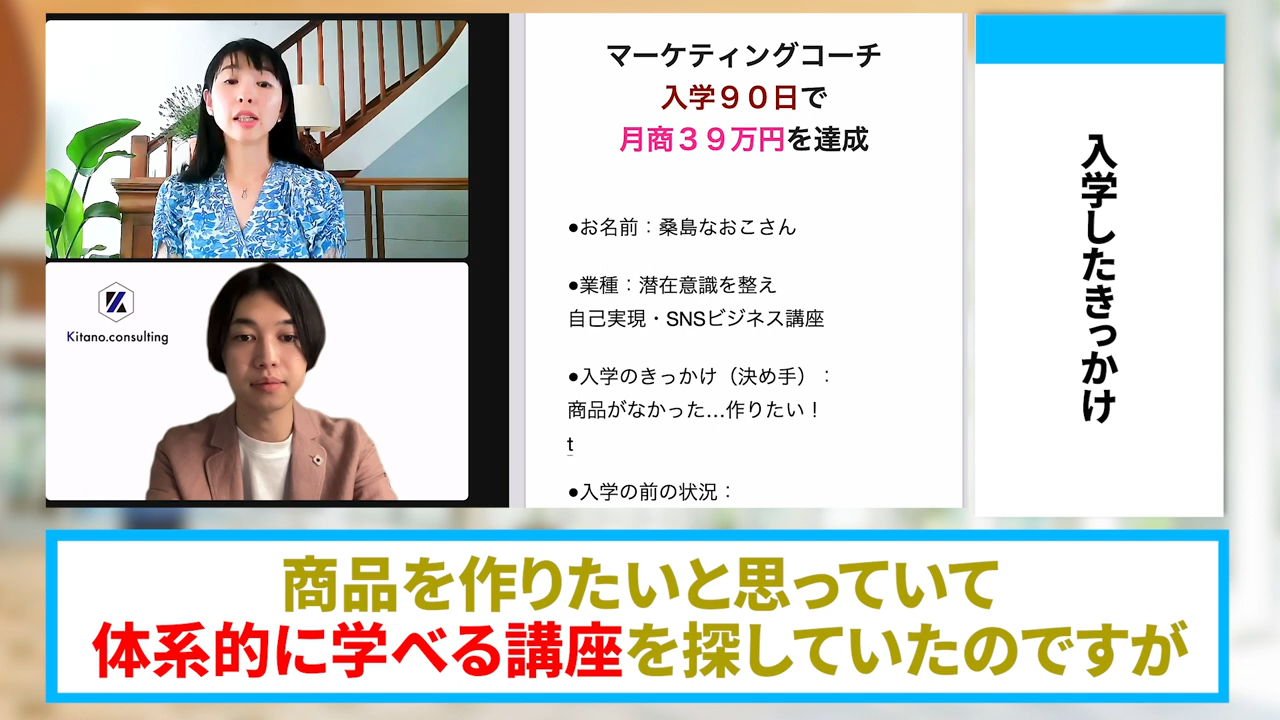 Kitano.consulting
マーケティングコーチ
入学９０日で
月商３９万円を達成
●お名前：桑島なおこさん
●業種：潜在意識を整え
自己実現・SNSビジネス講座
●入学のきっかけ（決め手）：
商品がなかった…作りたい！
t
●入学の前の状況：
入学したきっかけ
商品を作りたいと思っていて
体系的に学べる講座を探していたのですが